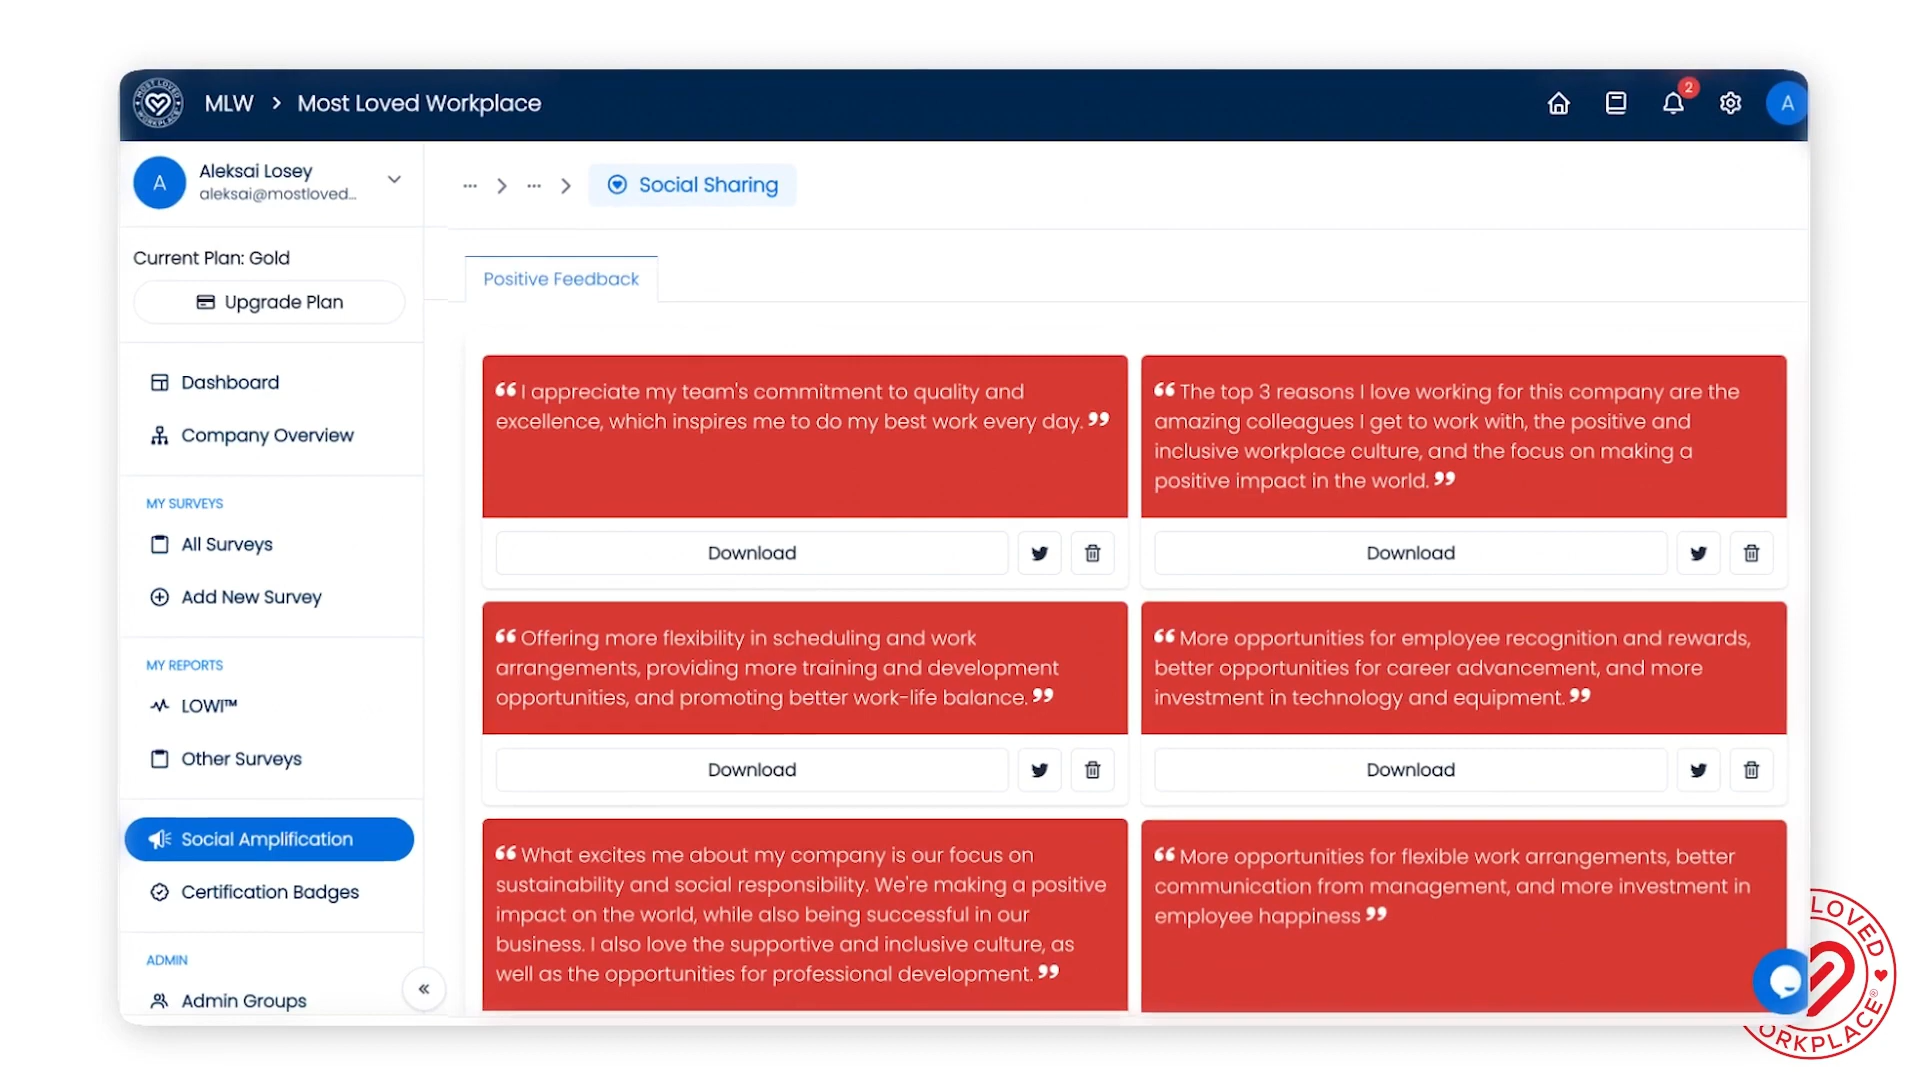 MOST LOVED WORKPLACE
MLW > Most Loved Workplace
2
A
A
Aleksai Losey
aleksai@mostloved...
... > ... > Social Sharing
Current Plan: Gold
Upgrade Plan
Positive Feedback
Dashboard
Company Overview
MY SURVEYS
All Surveys
Add New Survey
MY REPORTS
LOWI™
Other Surveys
Social Amplification
Certification Badges
ADMIN
Admin Groups
«
“ I appreciate my team's commitment to quality and
excellence, which inspires me to do my best work every day. ”
Download
“ The top 3 reasons I love working for this company are the
amazing colleagues I get to work with, the positive and
inclusive workplace culture, and the focus on making a
positive impact in the world. ”
Download
“ Offering more flexibility in scheduling and work
arrangements, providing more training and development
opportunities, and promoting better work-life balance. ”
Download
“ More opportunities for employee recognition and rewards,
better opportunities for career advancement, and more
investment in technology and equipment. ”
Download
“ What excites me about my company is our focus on
sustainability and social responsibility. We're making a positive
impact on the world, while also being successful in our
business. I also love the supportive and inclusive culture, as
well as the opportunities for professional development. ”
“ More opportunities for flexible work arrangements, better
communication from management, and more investment in
employee happiness ”
LOVED
ORKPLACE®